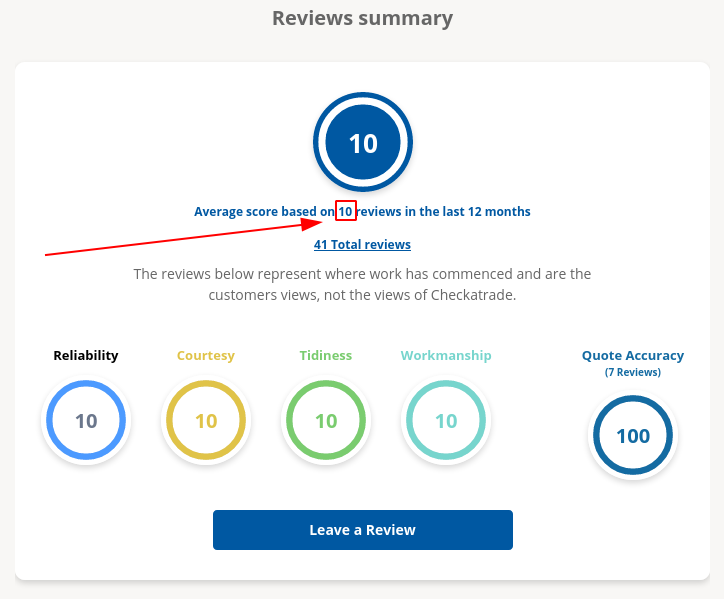 Reviews summary
10
Average score based on 10 reviews in the last 12 months
41 Total reviews
The reviews below represent where work has commenced and are the
customers views, not the views of Checkatrade.
Reliability
10
Courtesy
10
Tidiness
10
Workmanship
10
Quote Accuracy
(7 Reviews)
100
Leave a Review